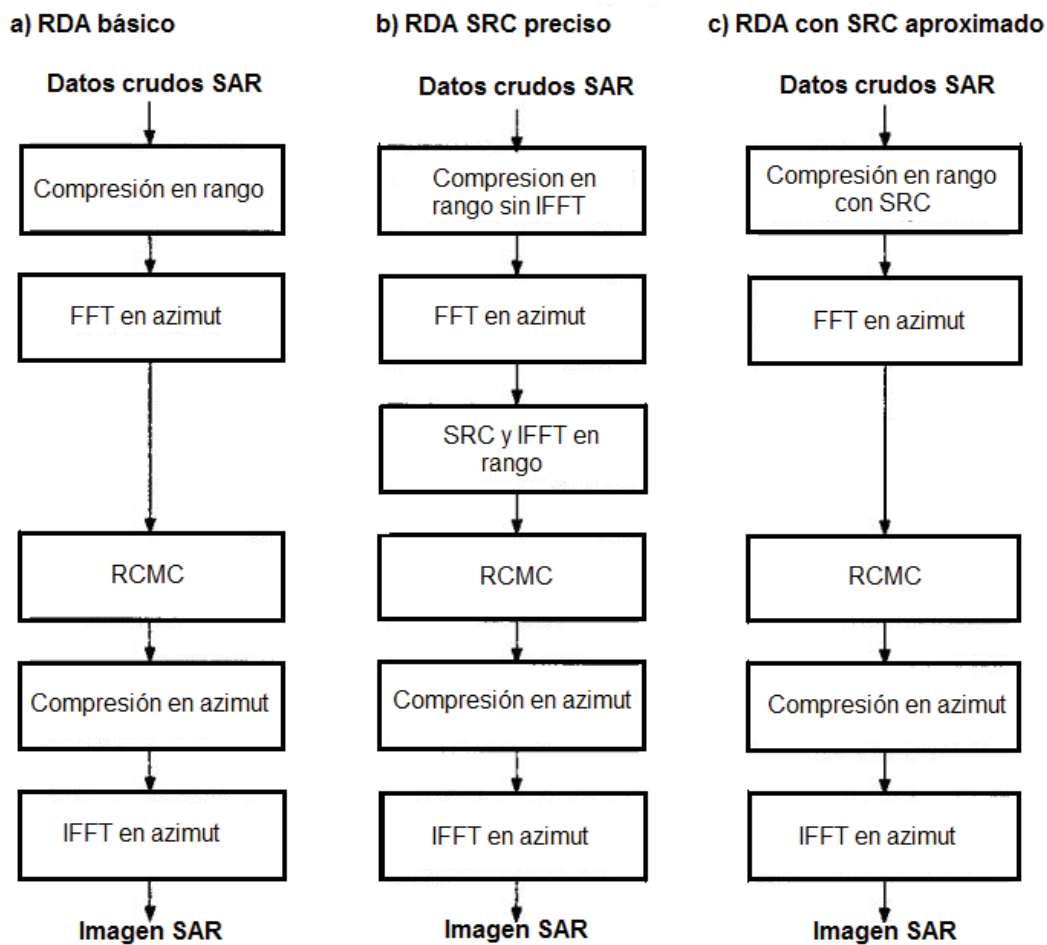 a) RDA básico
Datos crudos SAR
Compresión en rango
FFT en azimut
RCMC
Compresión en azimut
IFFT en azimut
Imagen SAR
b) RDA SRC preciso
Datos crudos SAR
Compresion en
rango sin IFFT
FFT en azimut
SRC y IFFT en
rango
RCMC
Compresión en azimut
IFFT en azimut
Imagen SAR
c) RDA con SRC aproximado
Datos crudos SAR
Compresión en rango
con SRC
FFT en azimut
RCMC
Compresión en azimut
IFFT en azimut
Imagen SAR